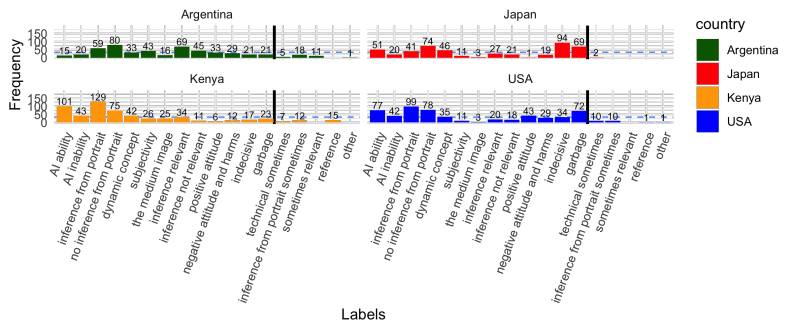 Argentina
Japan
country
Argentina
Japan
Kenya
USA
Frequency
150
100
50
0
15 20 59 80 33 43 16 69 45 33 29 21 21 5 18 11 1
51 20 41 74 46 11 3 27 21 1 19 94 69 2
Kenya
USA
150
100
50
0
101 43 129 75 42 26 25 34 11 6 12 17 23 7 12 15
77 42 99 78 35 11 3 20 18 43 29 34 72 10 10 1 1
AI ability
AI inability
inference from portrait
no inference from portrait
dynamic concept
subjectivity
the medium image
inference relevant
inference not relevant
positive attitude
negative attitude and harms
indecisive
garbage
technical sometimes
inference from portrait sometimes
sometimes relevant
reference
other
AI ability
AI inability
inference from portrait
no inference from portrait
dynamic concept
subjectivity
the medium image
inference relevant
inference not relevant
positive attitude
negative attitude and harms
indecisive
garbage
technical sometimes
inference from portrait sometimes
sometimes relevant
reference
other
Labels